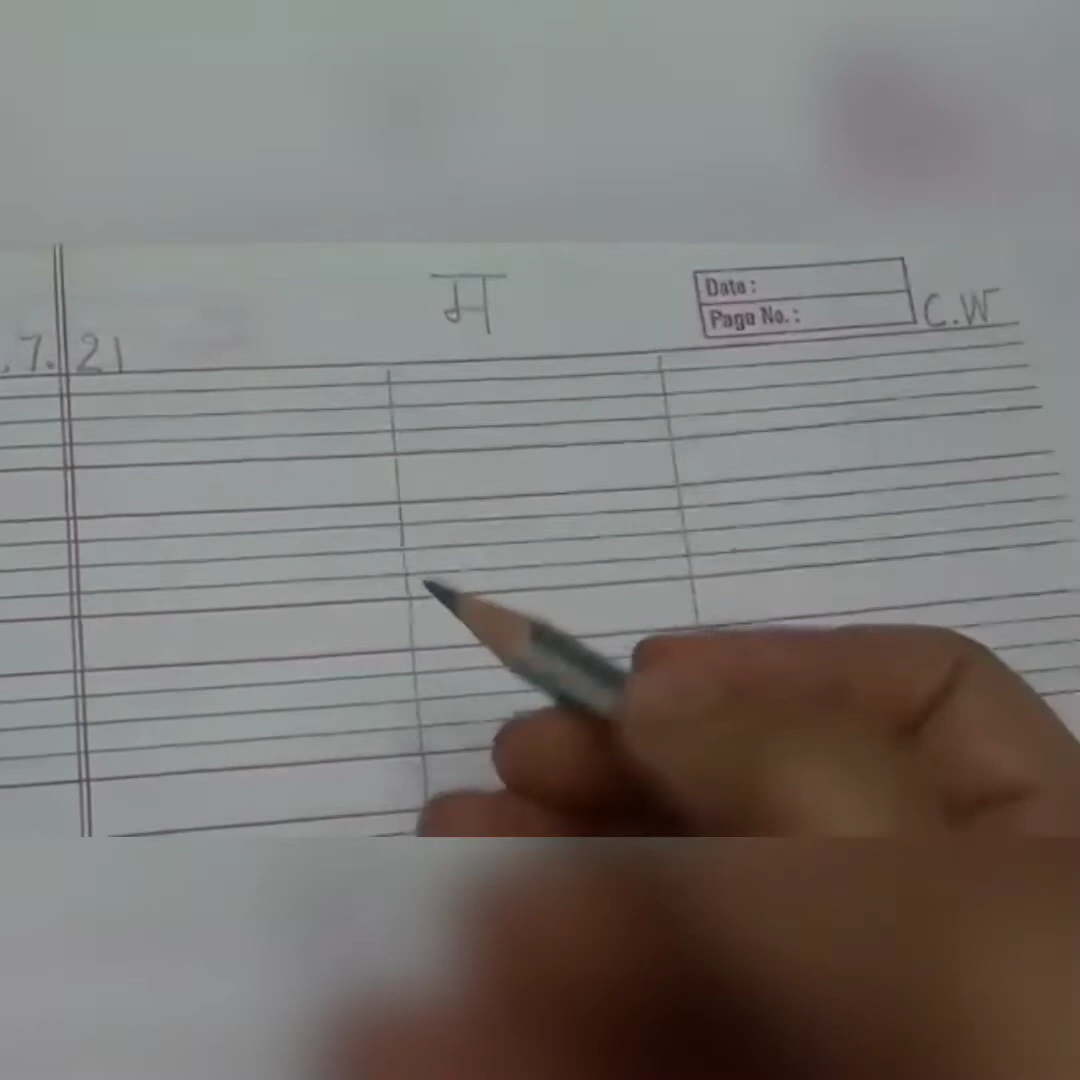 म
Date :
Page No. :
C.W
.7.21